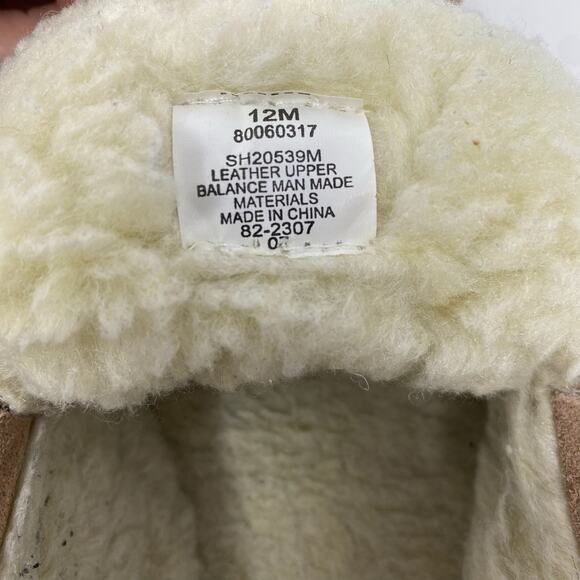 12M
80060317
SH20539M
LEATHER UPPER
BALANCE MAN MADE
MATERIALS
MADE IN CHINA
82-2307